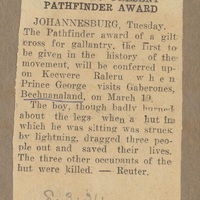 PATHFINDER AWARD
JOHANNESBURG, Tuesday.
The Pathfinder award of a gilt
cross for gallantry, the first to
be given in the history of the
movement, will be conferred up-
on Keewere Raleru when
Prince George visits Gaberones,
Bechuanaland, on March 19.
The boy, though badly burned
about the legs when a hut in
which he was sitting was struck
by lightning, dragged three peo-
ple out and saved their lives.
The three other occupants of the
hut were killed. — Reuter.